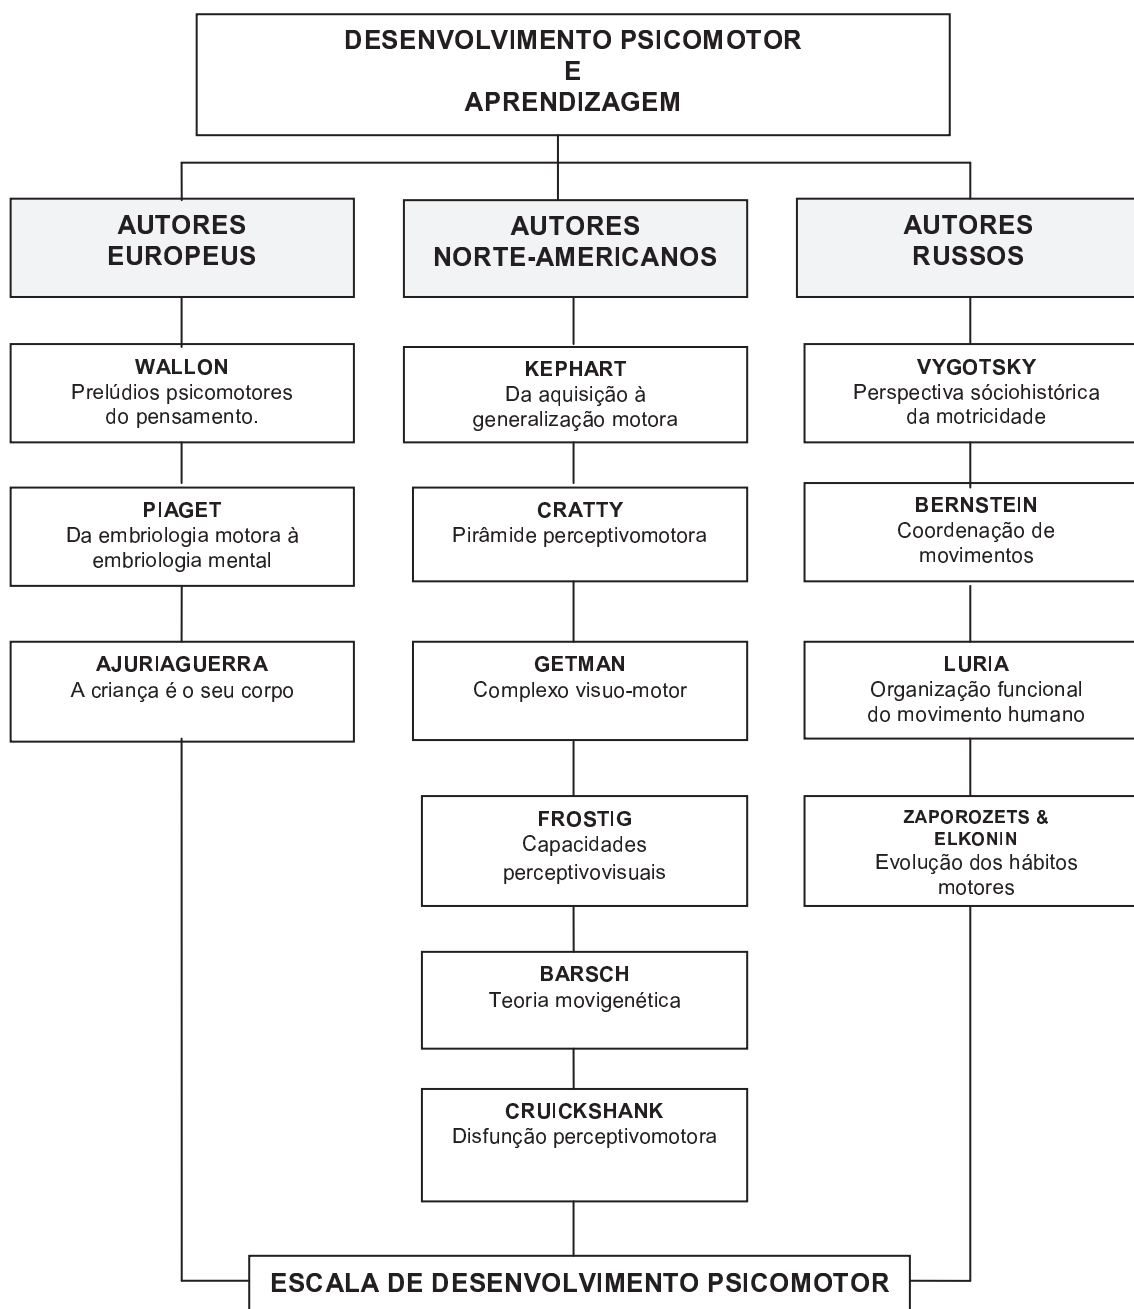 DESENVOLVIMENTO PSICOMOTOR
E
APRENDIZAGEM
AUTORES
EUROPEUS
WALLON
Prelúdios psicomotores
do pensamento.
PIAGET
Da embriologia motora à
embriologia mental
AJURIAGUERRA
A criança é o seu corpo
AUTORES
NORTE-AMERICANOS
KEPHART
Da aquisição à
generalização motora
CRATTY
Pirâmide perceptivomotora
GETMAN
Complexo visuo-motor
FROSTIG
Capacidades
perceptivovisuais
BARSCH
Teoria movigenética
CRUICKSHANK
Disfunção perceptivomotora
AUTORES
RUSSOS
VYGOTSKY
Perspectiva sóciohistórica
da motricidade
BERNSTEIN
Coordenação de
movimentos
LURIA
Organização funcional
do movimento humano
ZAPOROZETS &
ELKONIN
Evolução dos hábitos
motores
ESCALA DE DESENVOLVIMENTO PSICOMOTOR